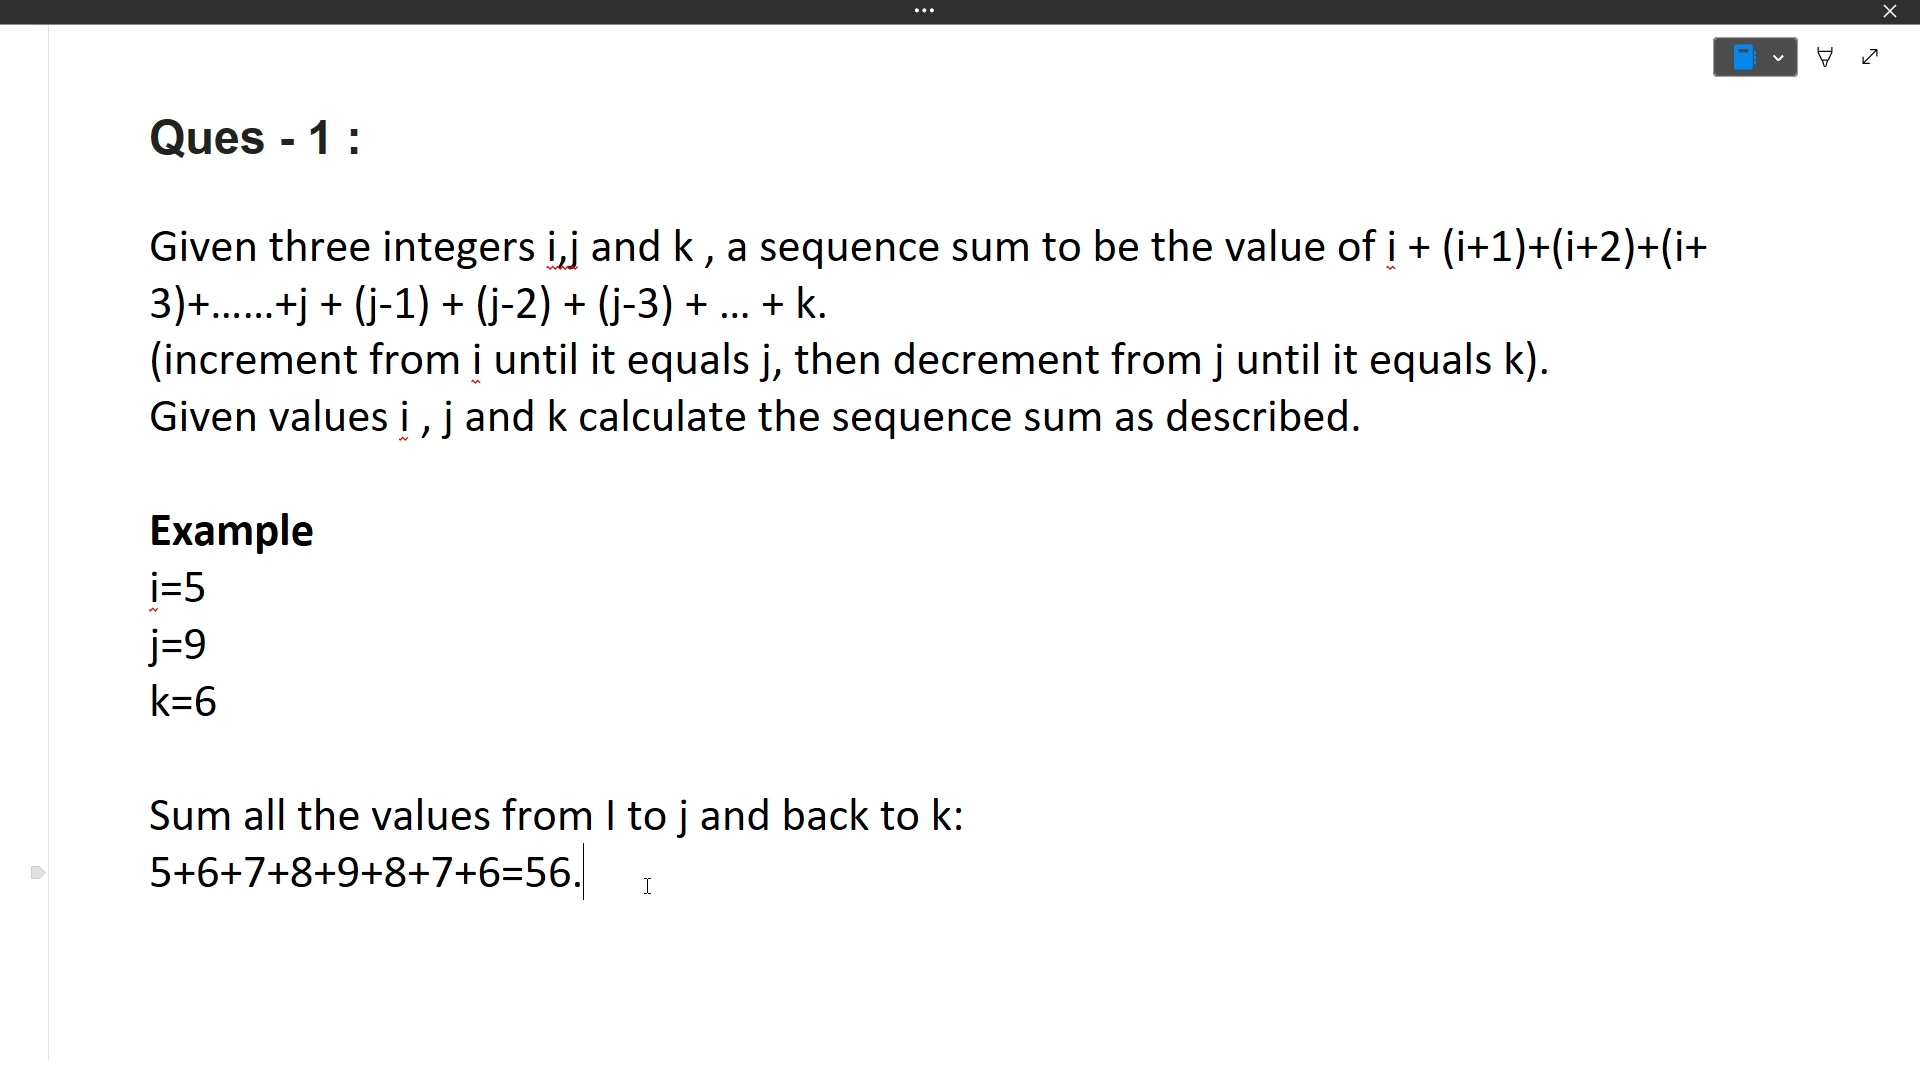 Ques - 1 :
Given three integers i,j and k , a sequence sum to be the value of i + (i+1)+(i+2)+(i+
3)+......+j + (j-1) + (j-2) + (j-3) + ... + k.
(increment from i until it equals j, then decrement from j until it equals k).
Given values i , j and k calculate the sequence sum as described.
Example
i=5
j=9
k=6
Sum all the values from I to j and back to k:
5+6+7+8+9+8+7+6=56.